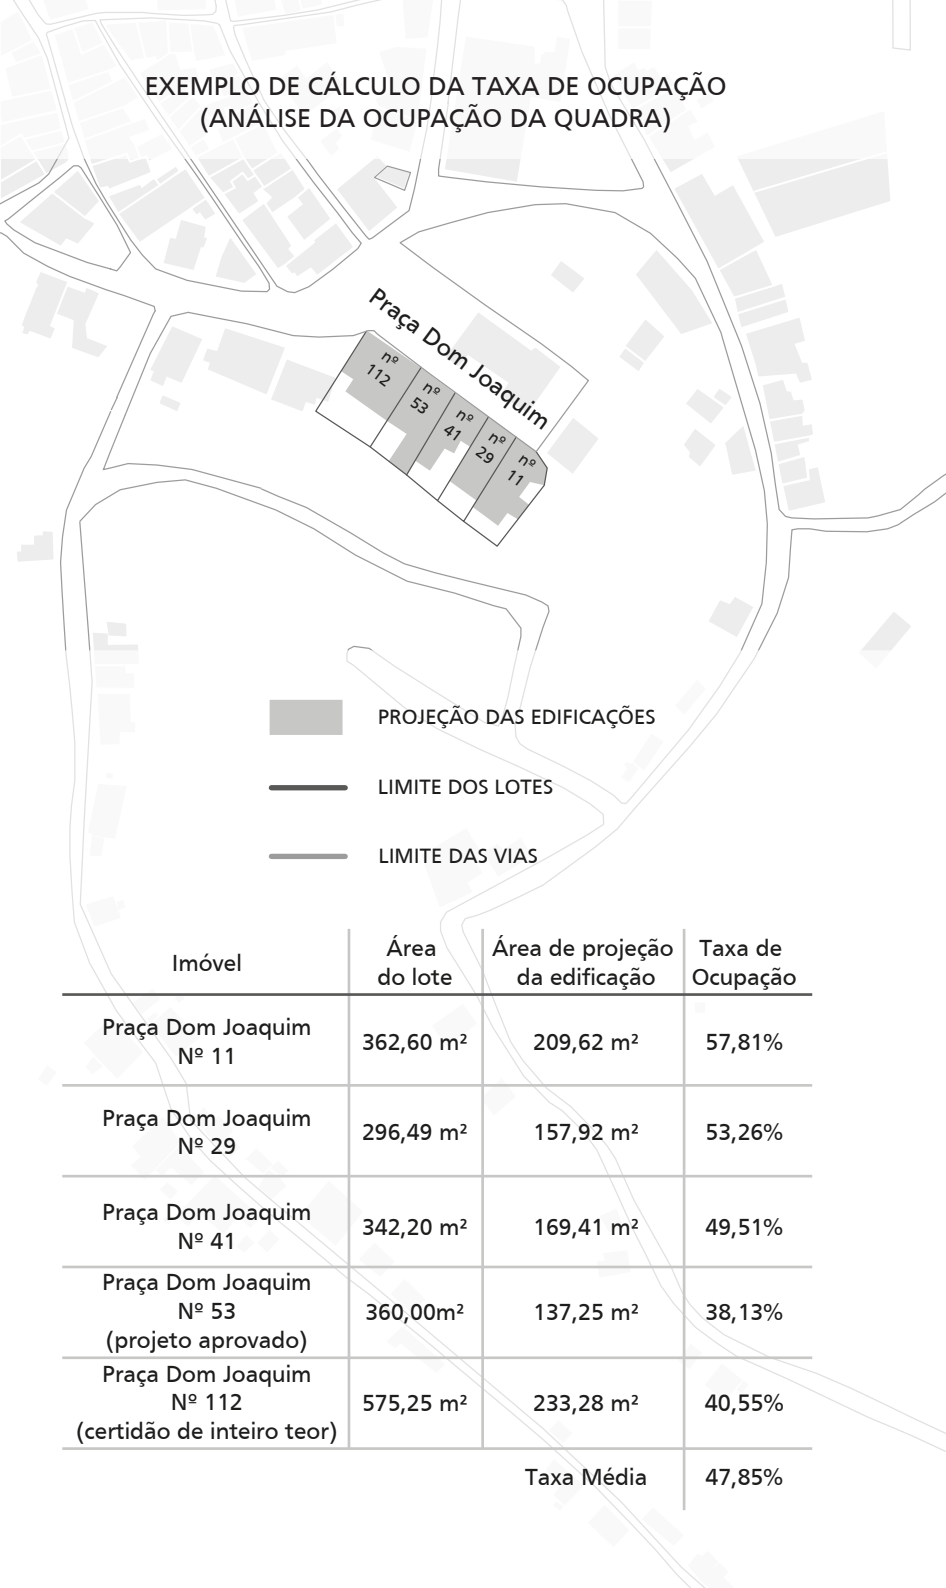 EXEMPLO DE CÁLCULO DA TAXA DE OCUPAÇÃO
(ANÁLISE DA OCUPAÇÃO DA QUADRA)
Praça Dom Joaquim
nº
112
nº
53
nº
41
nº
29
nº
11
PROJEÇÃO DAS EDIFICAÇÕES
LIMITE DOS LOTES
LIMITE DAS VIAS
Imóvel
Área
do lote
Área de projeção
da edificação
Taxa de
Ocupação
Praça Dom Joaquim
Nº 11
362,60 m²
209,62 m²
57,81%
Praça Dom Joaquim
Nº 29
296,49 m²
157,92 m²
53,26%
Praça Dom Joaquim
Nº 41
342,20 m²
169,41 m²
49,51%
Praça Dom Joaquim
Nº 53
(projeto aprovado)
360,00m²
137,25 m²
38,13%
Praça Dom Joaquim
Nº 112
(certidão de inteiro teor)
575,25 m²
233,28 m²
40,55%
Taxa Média
47,85%